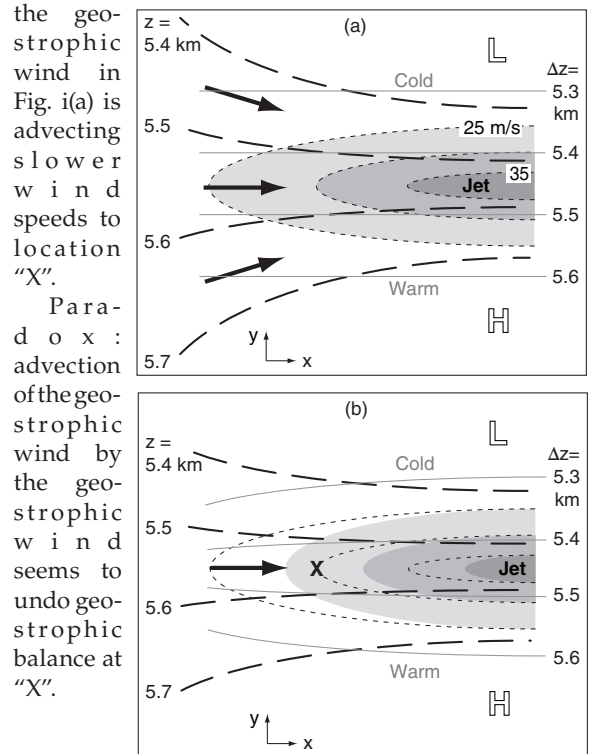 the geo-
strophic
wind in
Fig. i(a) is
advecting
slower
wind
speeds to
location
“X”.
Para-
dox:
advection
of the geo-
strophic
wind by
the geo-
strophic
wind
seems to
undo geo-
strophic
balance at
“X”.
(a)
z =
5.4 km
L
Cold
Δz=
5.3
km
5.5
25 m/s
5.4
35
Jet
5.5
5.6
5.6
Warm
H
5.7
y
x
(b)
z =
5.4 km
L
Cold
Δz=
5.3
km
5.5
5.4
X
Jet
5.6
5.5
5.6
Warm
5.7
H
y
x